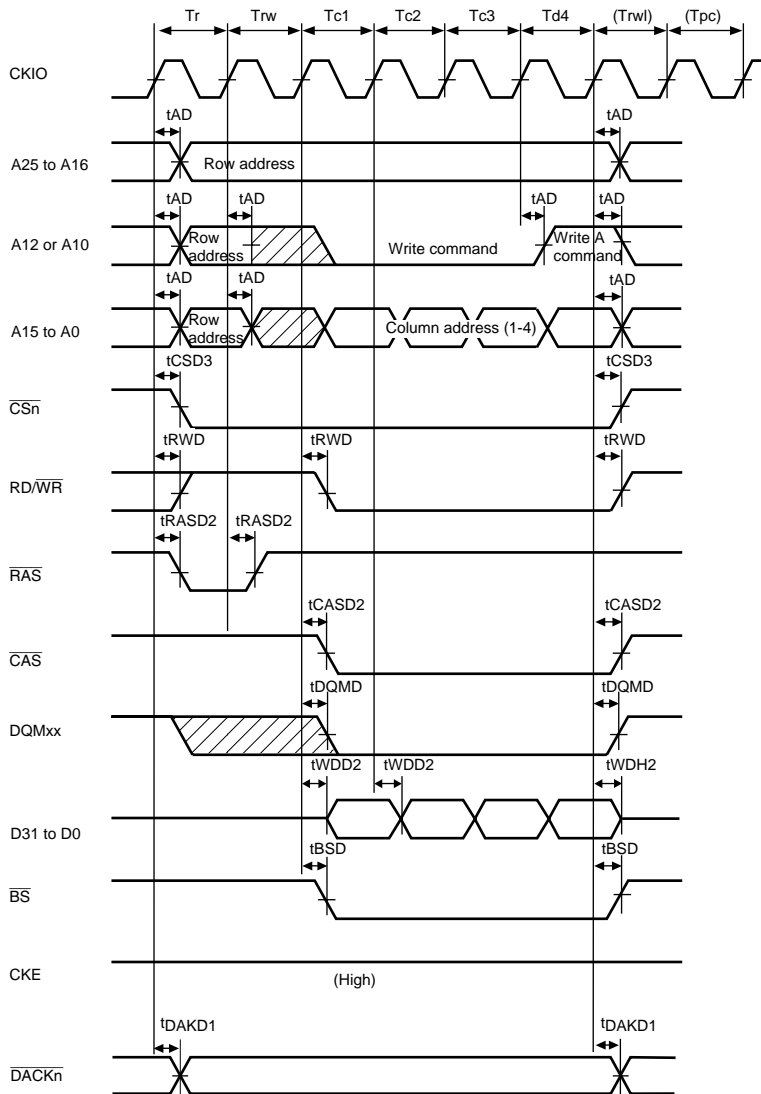 Tr Trw Tc1 Tc2 Tc3 Td4 (Trwl) (Tpc)
CKIO
tAD tAD
A25 to A16 Row address
tAD tAD tAD tAD
A12 or A10 Row address Write command Write A command
tAD tAD tAD
A15 to A0 Row address Column address (1-4)
tCSD3 tCSD3
CSn
tRWD tRWD tRWD
RD/WR
tRASD2 tRASD2
RAS
tCASD2 tCASD2
CAS
tDQMD tDQMD
DQMxx
tWDD2 tWDD2 tWDH2
D31 to D0
tBSD tBSD
BS
CKE (High)
tDAKD1 tDAKD1
DACKn